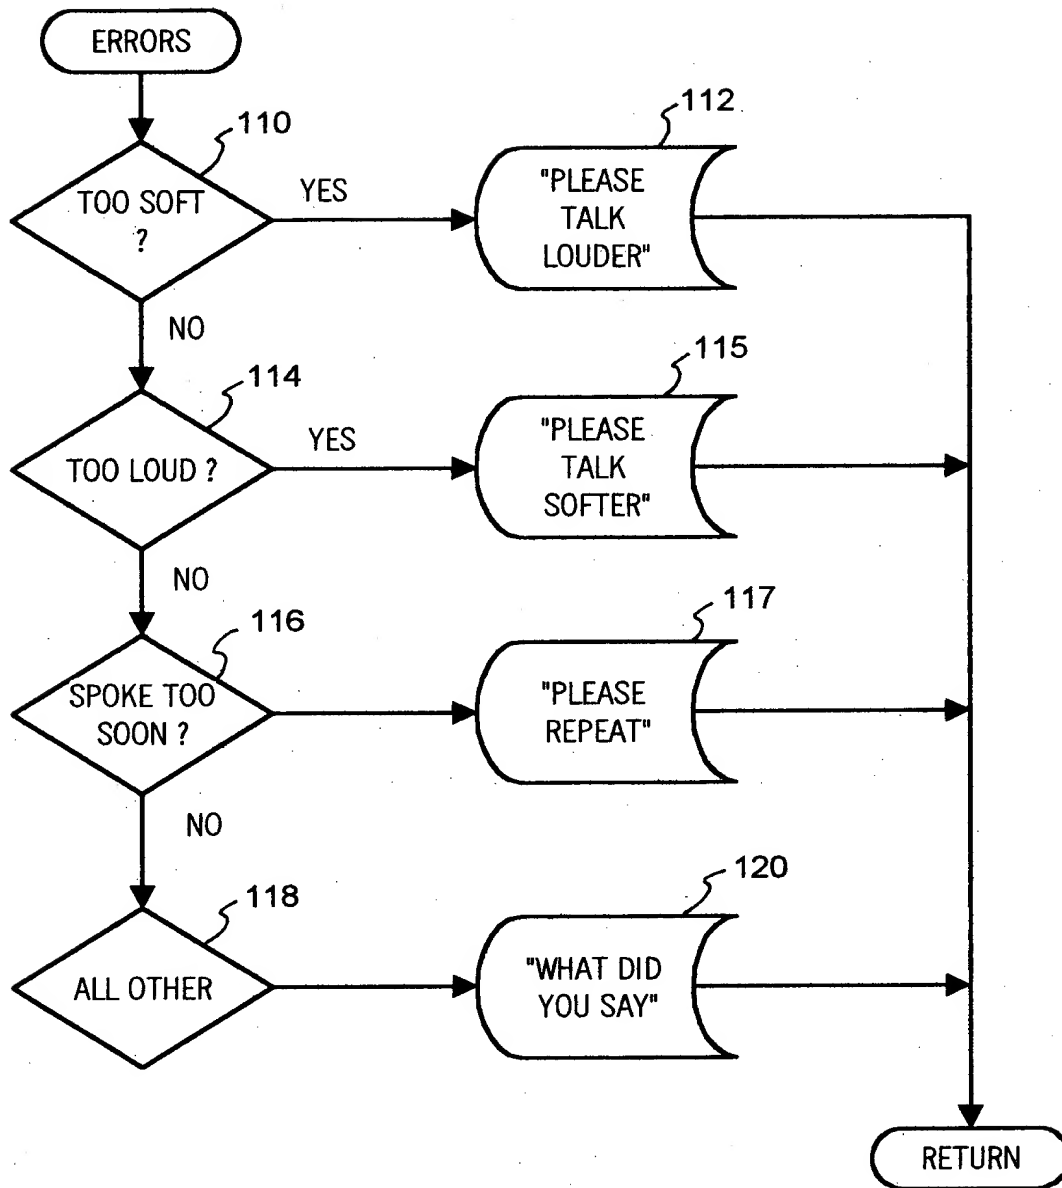 ERRORS
110
TOO SOFT
?
YES
112
"PLEASE
TALK
LOUDER"
NO
114
TOO LOUD ?
YES
115
"PLEASE
TALK
SOFTER"
NO
116
SPOKE TOO
SOON ?
117
"PLEASE
REPEAT"
NO
118
ALL OTHER
120
"WHAT DID
YOU SAY"
RETURN